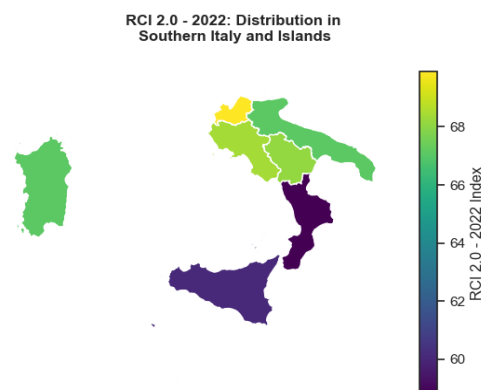 RCI 2.0 - 2022: Distribution in
Southern Italy and Islands
68
66
64
62
60
RCI 2.0 - 2022 Index